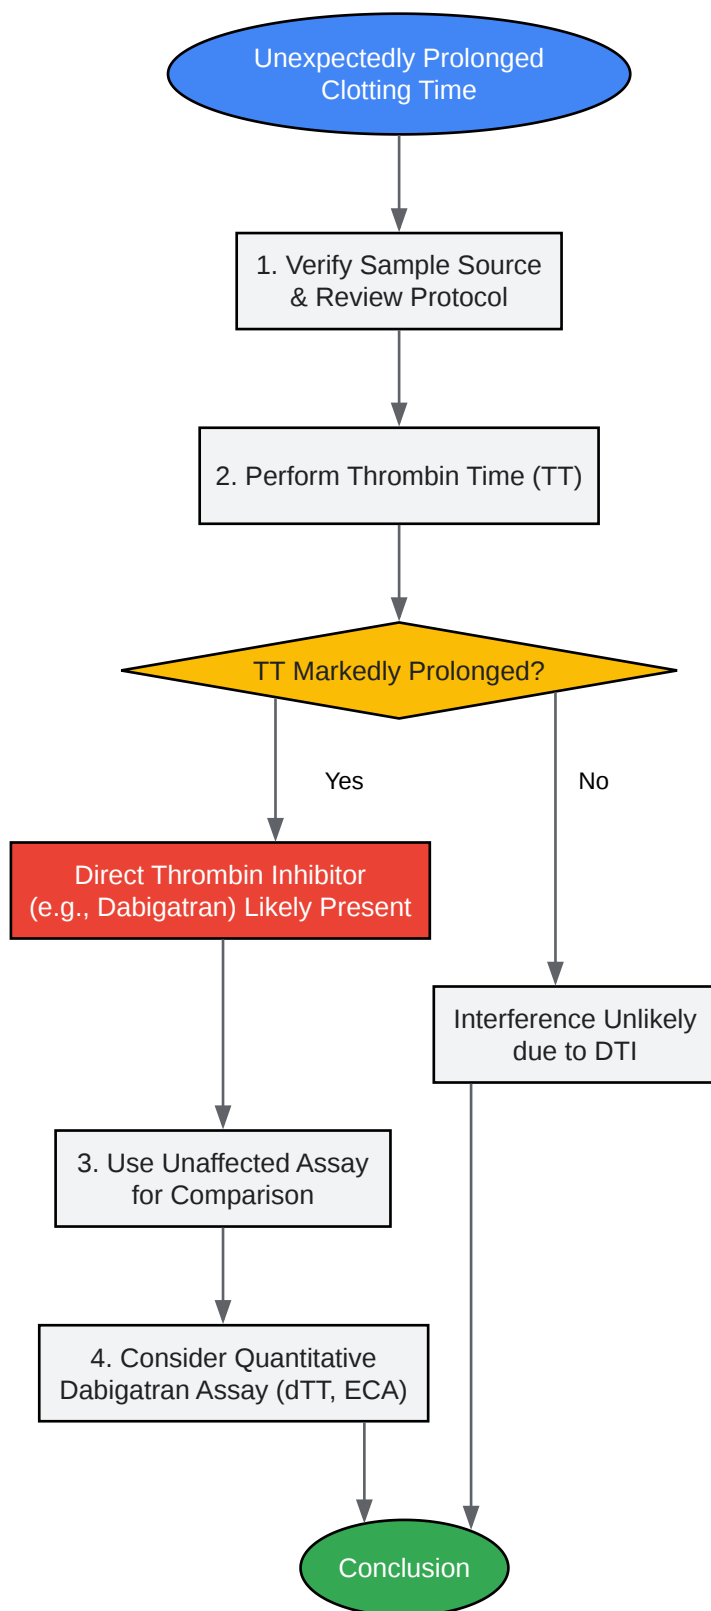 Unexpectedly Prolonged
Clotting Time
1. Verify Sample Source
& Review Protocol
2. Perform Thrombin Time (TT)
TT Markedly Prolonged?
Yes
No
Direct Thrombin Inhibitor
(e.g., Dabigatran) Likely Present
Interference Unlikely
due to DTI
3. Use Unaffected Assay
for Comparison
4. Consider Quantitative
Dabigatran Assay (dTT, ECA)
Conclusion